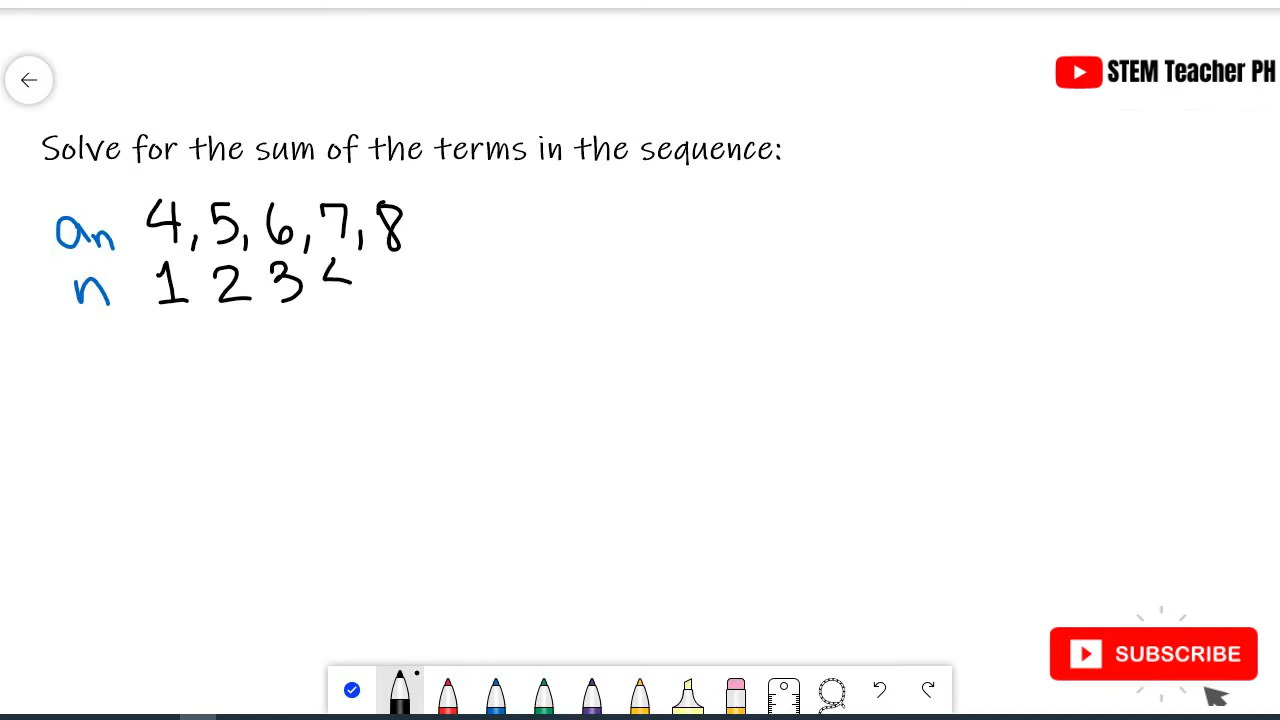 STEM Teacher PH
Solve for the sum of the terms in the sequence:
an 4, 5, 6, 7, 8
n 1 2 3
SUBSCRIBE